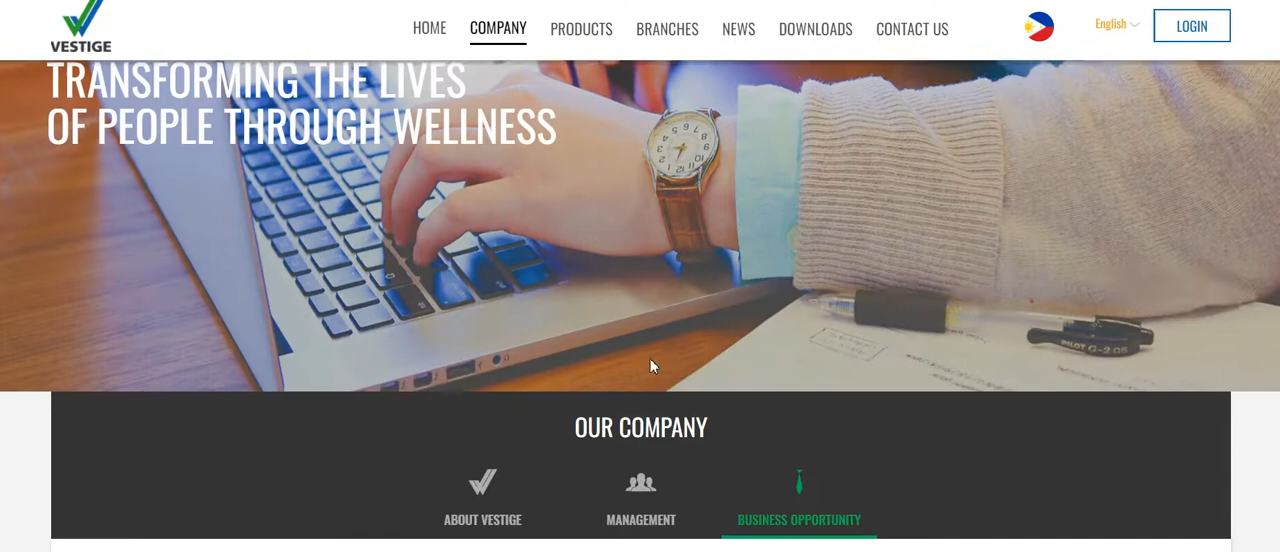 VESTIGE
HOME
COMPANY
PRODUCTS
BRANCHES
NEWS
DOWNLOADS
CONTACT US
English
LOGIN
TRANSFORMING THE LIVES
OF PEOPLE THROUGH WELLNESS
PILOT G-2 05
OUR COMPANY
ABOUT VESTIGE
MANAGEMENT
BUSINESS OPPORTUNITY